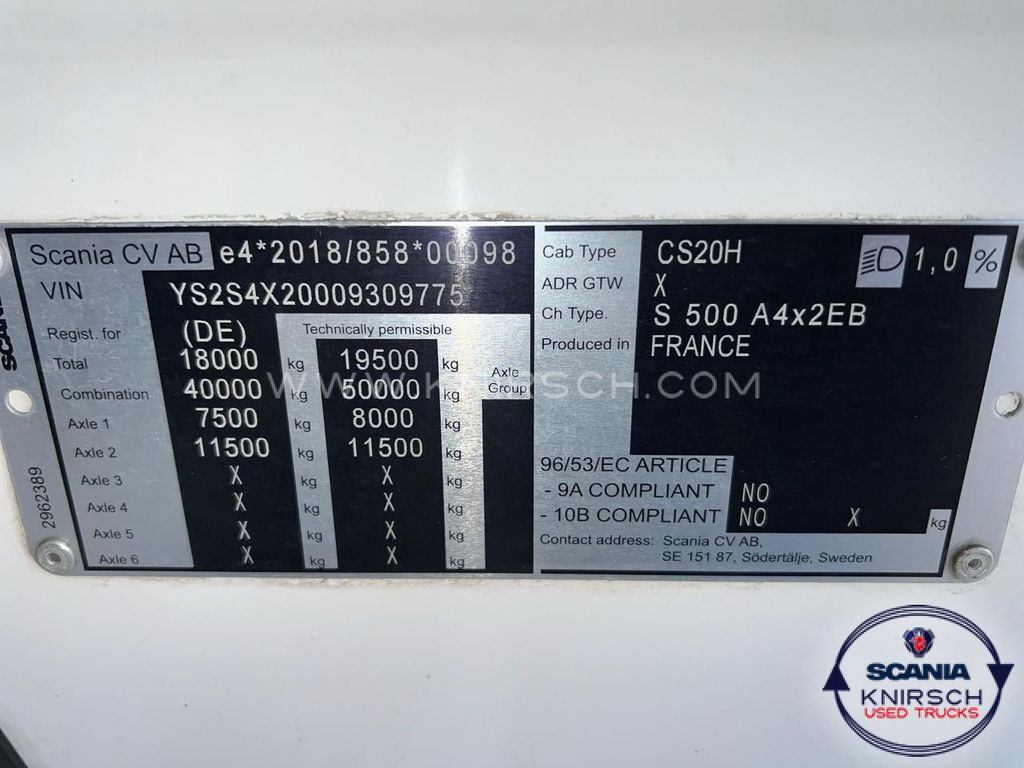 SCANIA
2962389
Scania CV AB e4*2018/858*00098
VIN YS2S4X20009309775
Regist. for (DE) Technically permissible
Total 18000 kg 19500 kg
Combination 40000 kg 50000 kg
Axle Group
Axle 1 7500 kg 8000 kg
Axle 2 11500 kg 11500 kg
Axle 3 X X
Axle 4 X kg X kg
Axle 5 X kg X kg
Axle 6 X kg X kg
Cab Type CS20H 1,0 %
ADR GTW X
Ch Type. S 500 A4x2EB
Produced in FRANCE
96/53/EC ARTICLE
- 9A COMPLIANT NO
- 10B COMPLIANT NO X kg
Contact address: Scania CV AB,
SE 151 87, Södertälje, Sweden
WWW.KNIRSCH.COM
SCANIA
KNIRSCH
USED TRUCKS